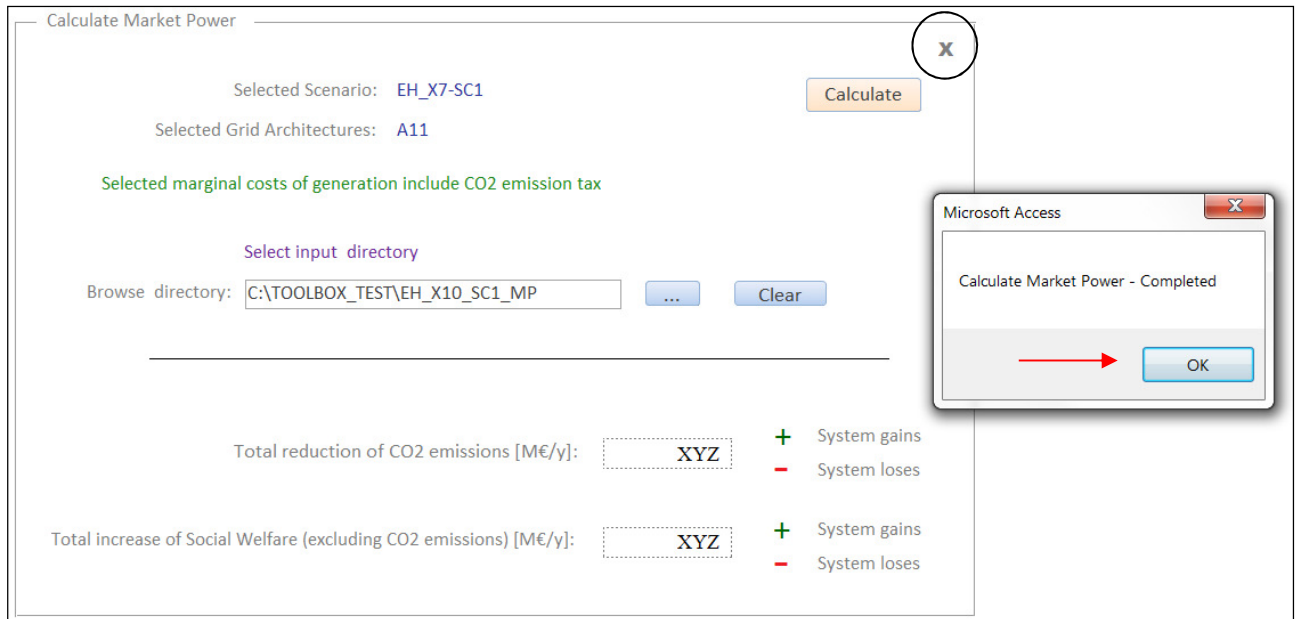 Calculate Market Power
x
Selected Scenario: EH_X7-SC1
Calculate
Selected Grid Architectures: A11
Selected marginal costs of generation include CO2 emission tax
Select input directory
Browse directory: C:\TOOLBOX_TEST\EH_X10_SC1_MP ... Clear
Microsoft Access
X
Calculate Market Power - Completed
OK
Total reduction of CO2 emissions [M€/y]: XYZ
+ System gains
- System loses
Total increase of Social Welfare (excluding CO2 emissions) [M€/y]: XYZ
+ System gains
- System loses